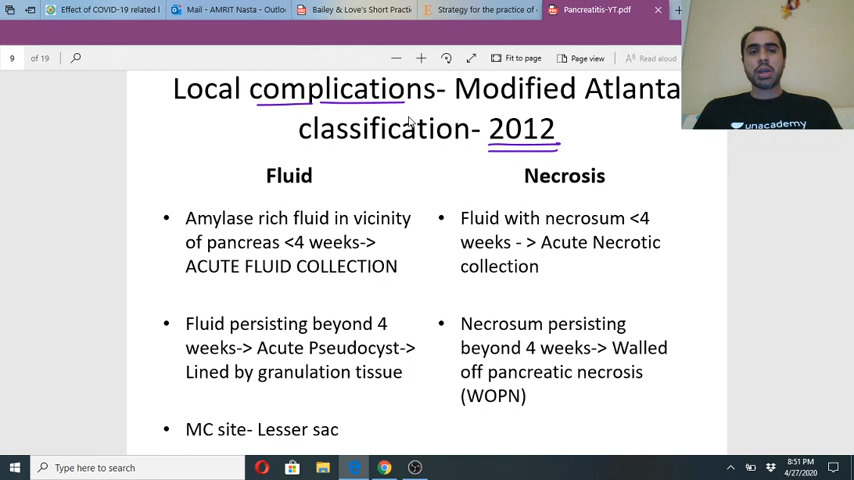 Effect of COVID-19 related l
Mail - AMRIT Nasta - Outlo
Bailey & Love's Short Practi
Strategy for the practice of
Pancreatitis-YT.pdf
9 of 19
Fit to page
Page view
Read aloud
Local complications- Modified Atlanta
classification- 2012
Fluid
• Amylase rich fluid in vicinity
of pancreas <4 weeks->
ACUTE FLUID COLLECTION
• Fluid persisting beyond 4
weeks-> Acute Pseudocyst->
Lined by granulation tissue
• MC site- Lesser sac
Necrosis
• Fluid with necrosum <4
weeks - > Acute Necrotic
collection
• Necrosum persisting
beyond 4 weeks-> Walled
off pancreatic necrosis
(WOPN)
unacademy
Type here to search
8:51 PM
4/27/2020